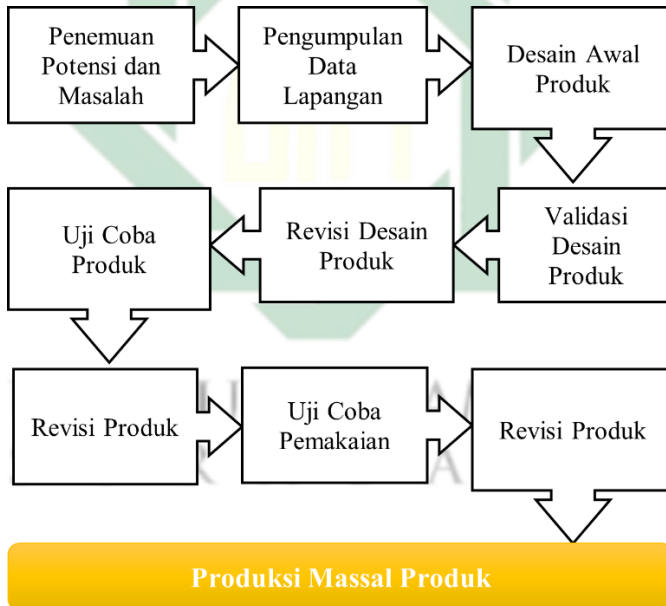 Penemuan
Potensi dan
Masalah
Pengumpulan
Data
Lapangan
Desain Awal
Produk
Uji Coba
Produk
Revisi Desain
Produk
Validasi
Desain
Produk
Revisi Produk
Uji Coba
Pemakaian
Revisi Produk
Produksi Massal Produk